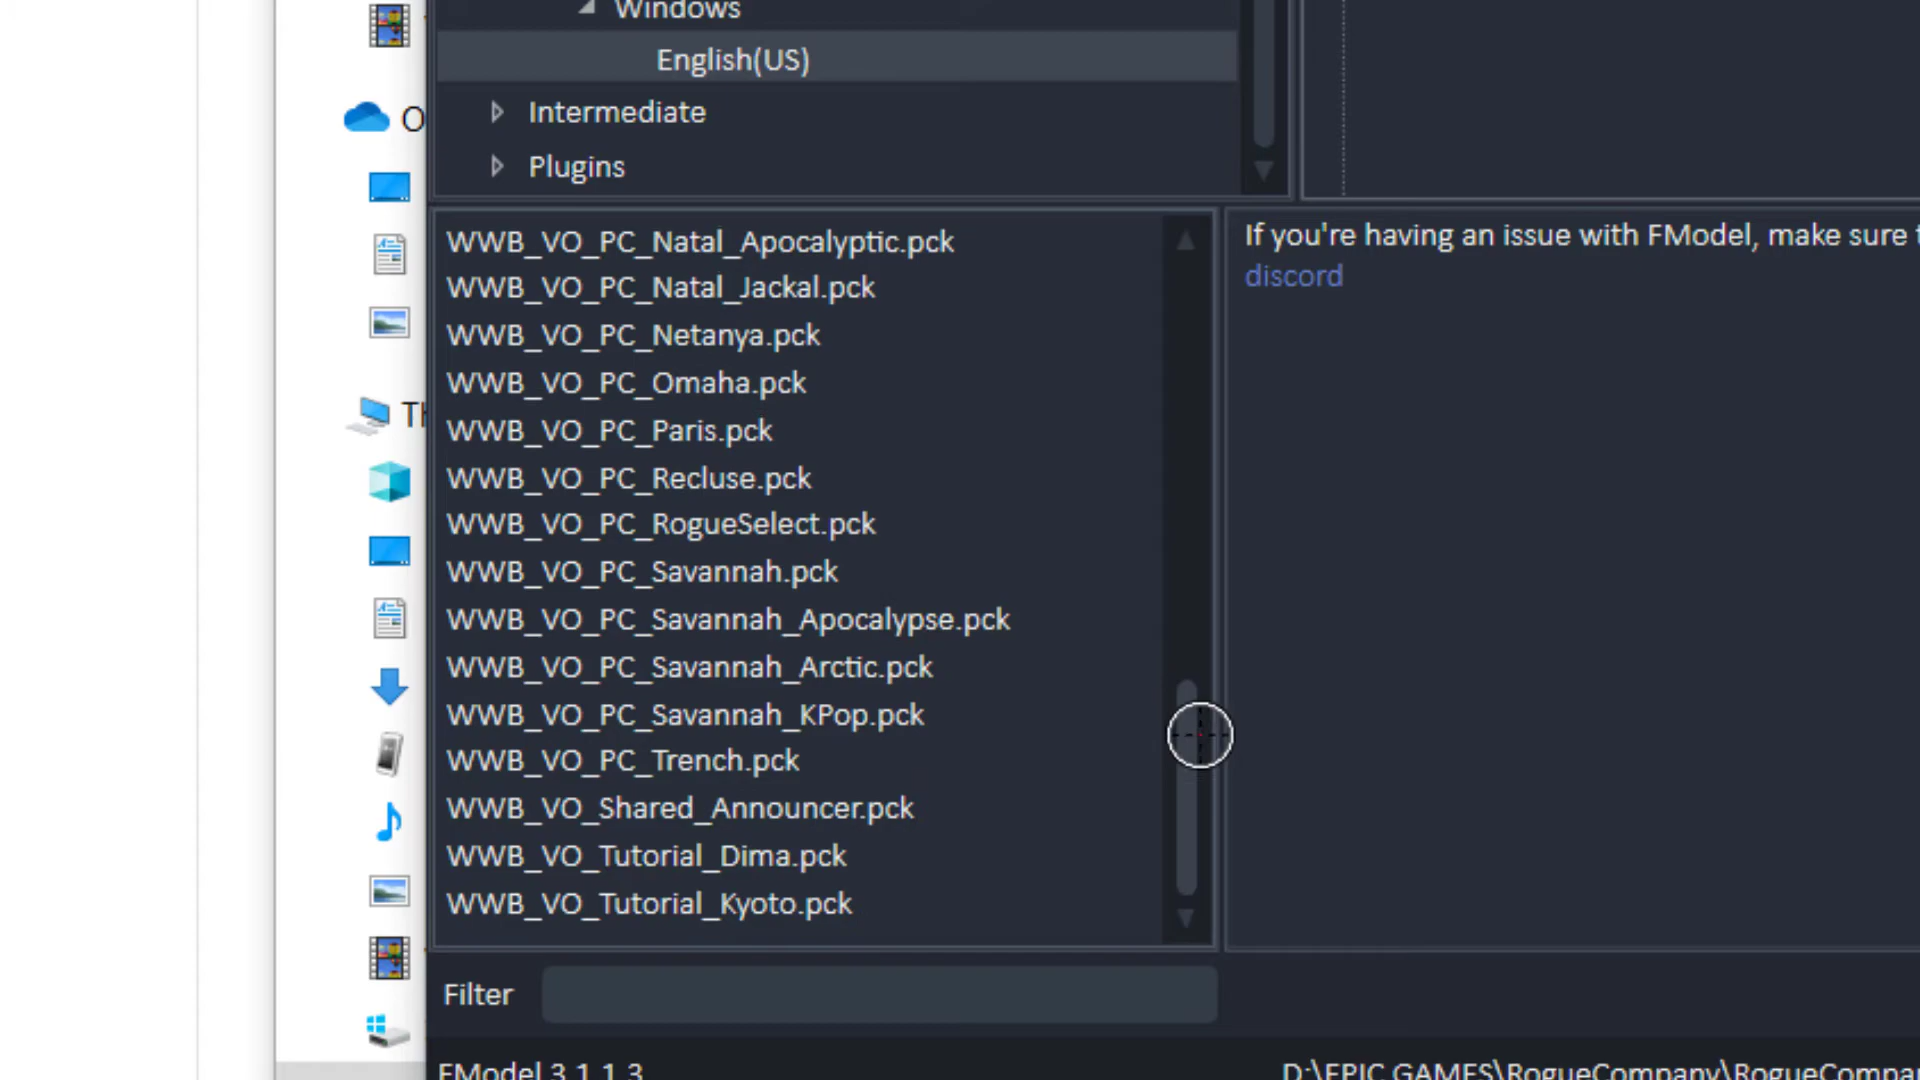 Windows
English(US)
O
Intermediate
Plugins
WWB_VO_PC_Natal_Apocalyptic.pck
WWB_VO_PC_Natal_Jackal.pck
WWB_VO_PC_Netanya.pck
WWB_VO_PC_Omaha.pck
WWB_VO_PC_Paris.pck
WWB_VO_PC_Recluse.pck
WWB_VO_PC_RogueSelect.pck
WWB_VO_PC_Savannah.pck
WWB_VO_PC_Savannah_Apocalypse.pck
WWB_VO_PC_Savannah_Arctic.pck
WWB_VO_PC_Savannah_KPop.pck
WWB_VO_PC_Trench.pck
WWB_VO_Shared_Announcer.pck
WWB_VO_Tutorial_Dima.pck
WWB_VO_Tutorial_Kyoto.pck
If you're having an issue with FModel, make sure
discord
Filter
FModel 3.1.1.3
D:\EPIC GAMES\RogueCompany\RogueCompa